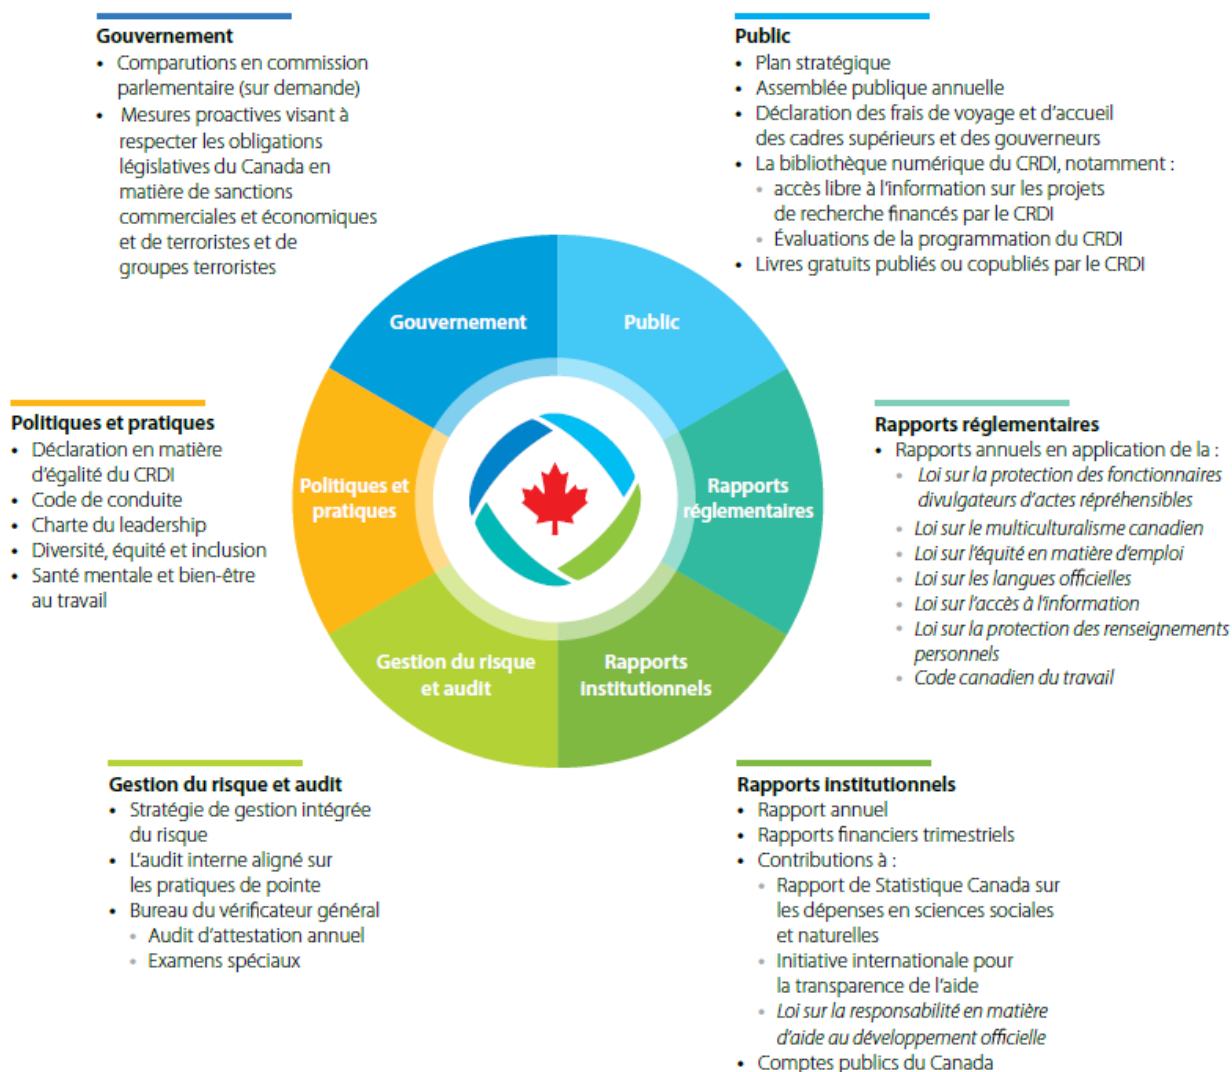 Gouvernement
• Comparutions en commission
parlementaire (sur demande)
• Mesures proactives visant à
respecter les obligations
législatives du Canada en
matière de sanctions
commerciales et économiques
et de terroristes et de
groupes terroristes
Public
• Plan stratégique
• Assemblée publique annuelle
• Déclaration des frais de voyage et d'accueil
des cadres supérieurs et des gouverneurs
• La bibliothèque numérique du CRDI, notamment :
• accès libre à l'information sur les projets
de recherche financés par le CRDI
• Évaluations de la programmation du CRDI
• Livres gratuits publiés ou copubliés par le CRDI
Gouvernement
Public
Politiques et
pratiques
Rapports
réglementaires
Gestion du risque
et audit
Rapports
institutionnels
Politiques et pratiques
• Déclaration en matière
d'égalité du CRDI
• Code de conduite
• Charte du leadership
• Diversité, équité et inclusion
• Santé mentale et bien-être
au travail
Rapports réglementaires
• Rapports annuels en application de la :
• Loi sur la protection des fonctionnaires
divulgateurs d'actes répréhensibles
• Loi sur le multiculturalisme canadien
• Loi sur l'équité en matière d'emploi
• Loi sur les langues officielles
• Loi sur l'accès à l'information
• Loi sur la protection des renseignements
personnels
• Code canadien du travail
Gestion du risque et audit
• Stratégie de gestion intégrée
du risque
• L'audit interne aligné sur
les pratiques de pointe
• Bureau du vérificateur général
• Audit d'attestation annuel
• Examens spéciaux
Rapports institutionnels
• Rapport annuel
• Rapports financiers trimestriels
• Contributions à :
• Rapport de Statistique Canada sur
les dépenses en sciences sociales
et naturelles
• Initiative internationale pour
la transparence de l'aide
• Loi sur la responsabilité en matière
d'aide au développement officielle
• Comptes publics du Canada